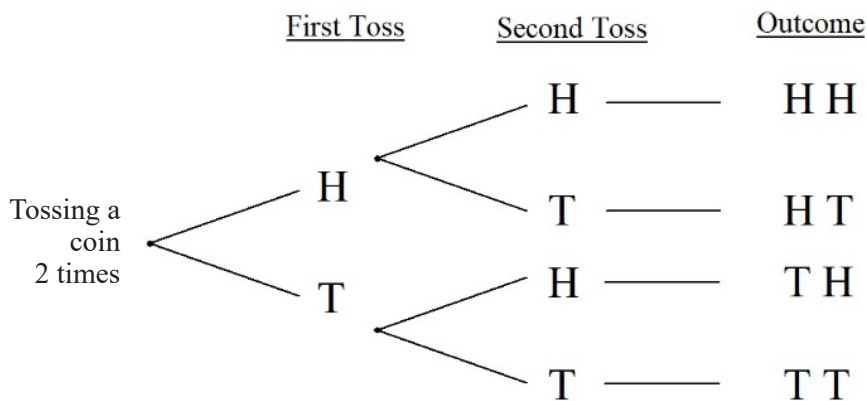 First Toss Second Toss Outcome
H H H
H
T H T
Tossing a
coin
2 times
H T H
T
T T T